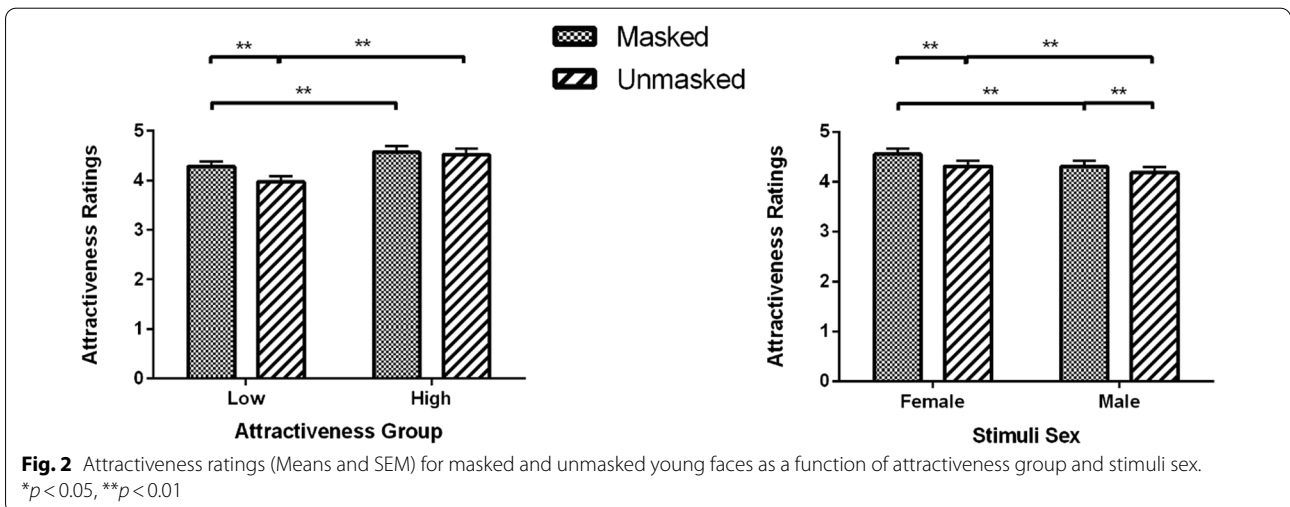 ** **
**
Attractiveness Ratings
5
4
3
2
1
0
Low High
Attractiveness Group
Masked
Unmasked
** **
** **
Attractiveness Ratings
5
4
3
2
1
0
Female Male
Stimuli Sex
Fig. 2 Attractiveness ratings (Means and SEM) for masked and unmasked young faces as a function of attractiveness group and stimuli sex.
*p < 0.05, **p < 0.01